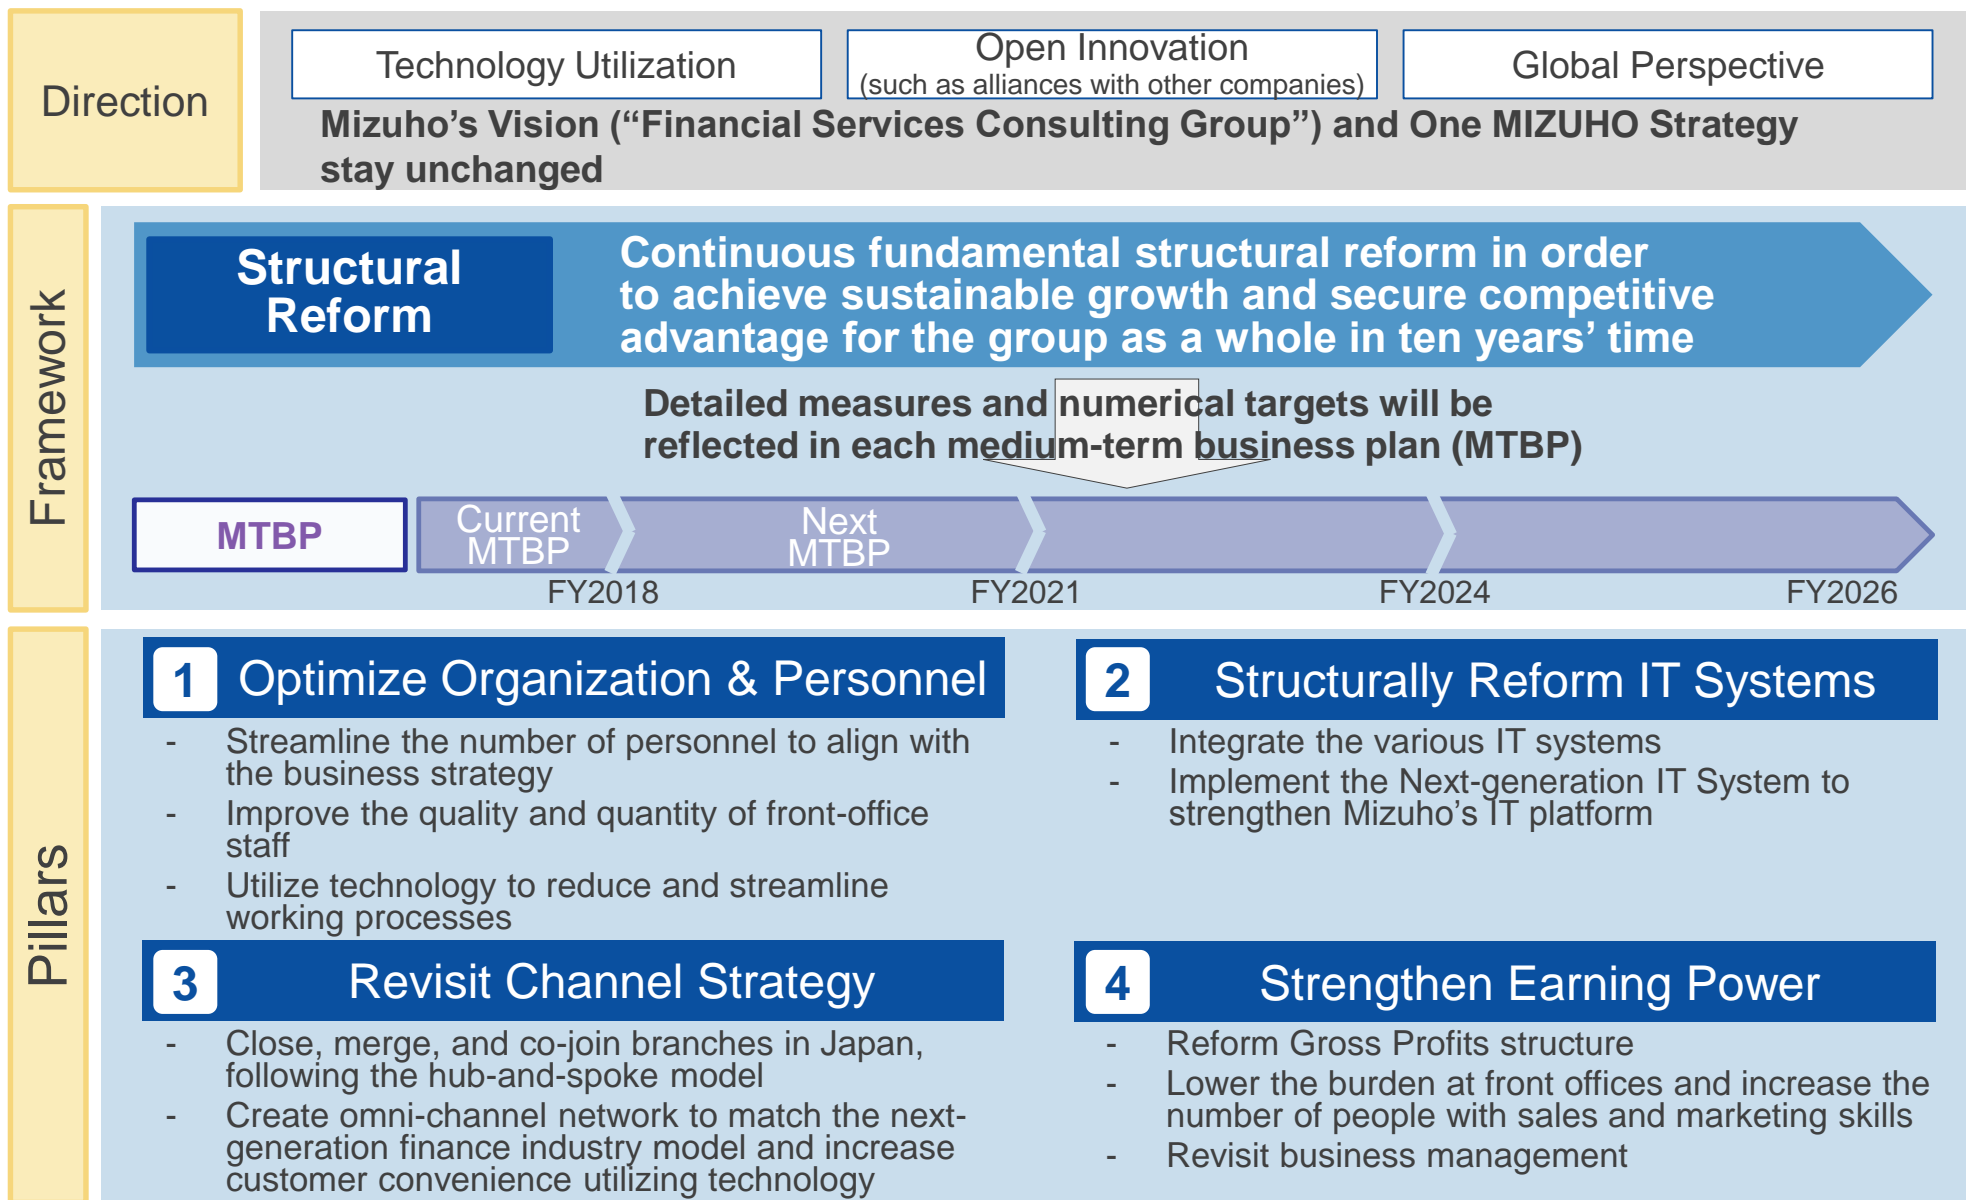 Direction
Technology Utilization
Open Innovation
(such as alliances with other companies)
Global Perspective
Mizuho’s Vision (“Financial Services Consulting Group”) and One MIZUHO Strategy
stay unchanged
Framework
Structural
Reform
Continuous fundamental structural reform in order
to achieve sustainable growth and secure competitive
advantage for the group as a whole in ten years’ time
Detailed measures and numerical targets will be
reflected in each medium-term business plan (MTBP)
MTBP
Current
MTBP
Next
MTBP
FY2018
FY2021
FY2024
FY2026
Pillars
1 Optimize Organization & Personnel
- Streamline the number of personnel to align with
the business strategy
- Improve the quality and quantity of front-office
staff
- Utilize technology to reduce and streamline
working processes
2 Structurally Reform IT Systems
- Integrate the various IT systems
- Implement the Next-generation IT System to
strengthen Mizuho’s IT platform
3 Revisit Channel Strategy
- Close, merge, and co-join branches in Japan,
following the hub-and-spoke model
- Create omni-channel network to match the next-
generation finance industry model and increase
customer convenience utilizing technology
4 Strengthen Earning Power
- Reform Gross Profits structure
- Lower the burden at front offices and increase the
number of people with sales and marketing skills
- Revisit business management